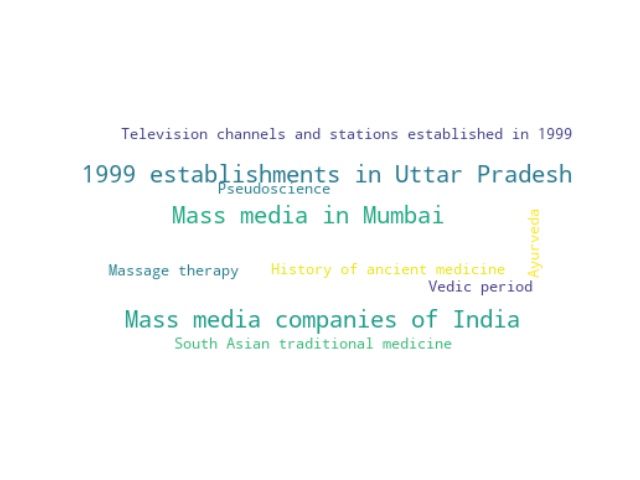 Television channels and stations established in 1999
1999 establishments in Uttar Pradesh
Pseudoscience
Mass media in Mumbai
Ayurveda
History of ancient medicine
Massage therapy
Vedic period
Mass media companies of India
South Asian traditional medicine